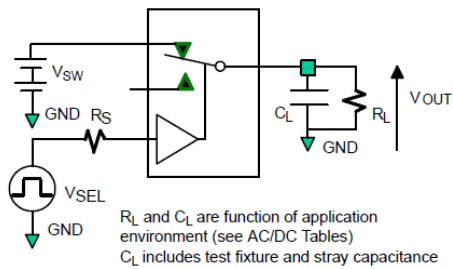 VSW
GND
RS
VSEL
GND
CL
RL
GND
VOUT
RL and CL are function of application
environment (see AC/DC Tables)
CL includes test fixture and stray capacitance